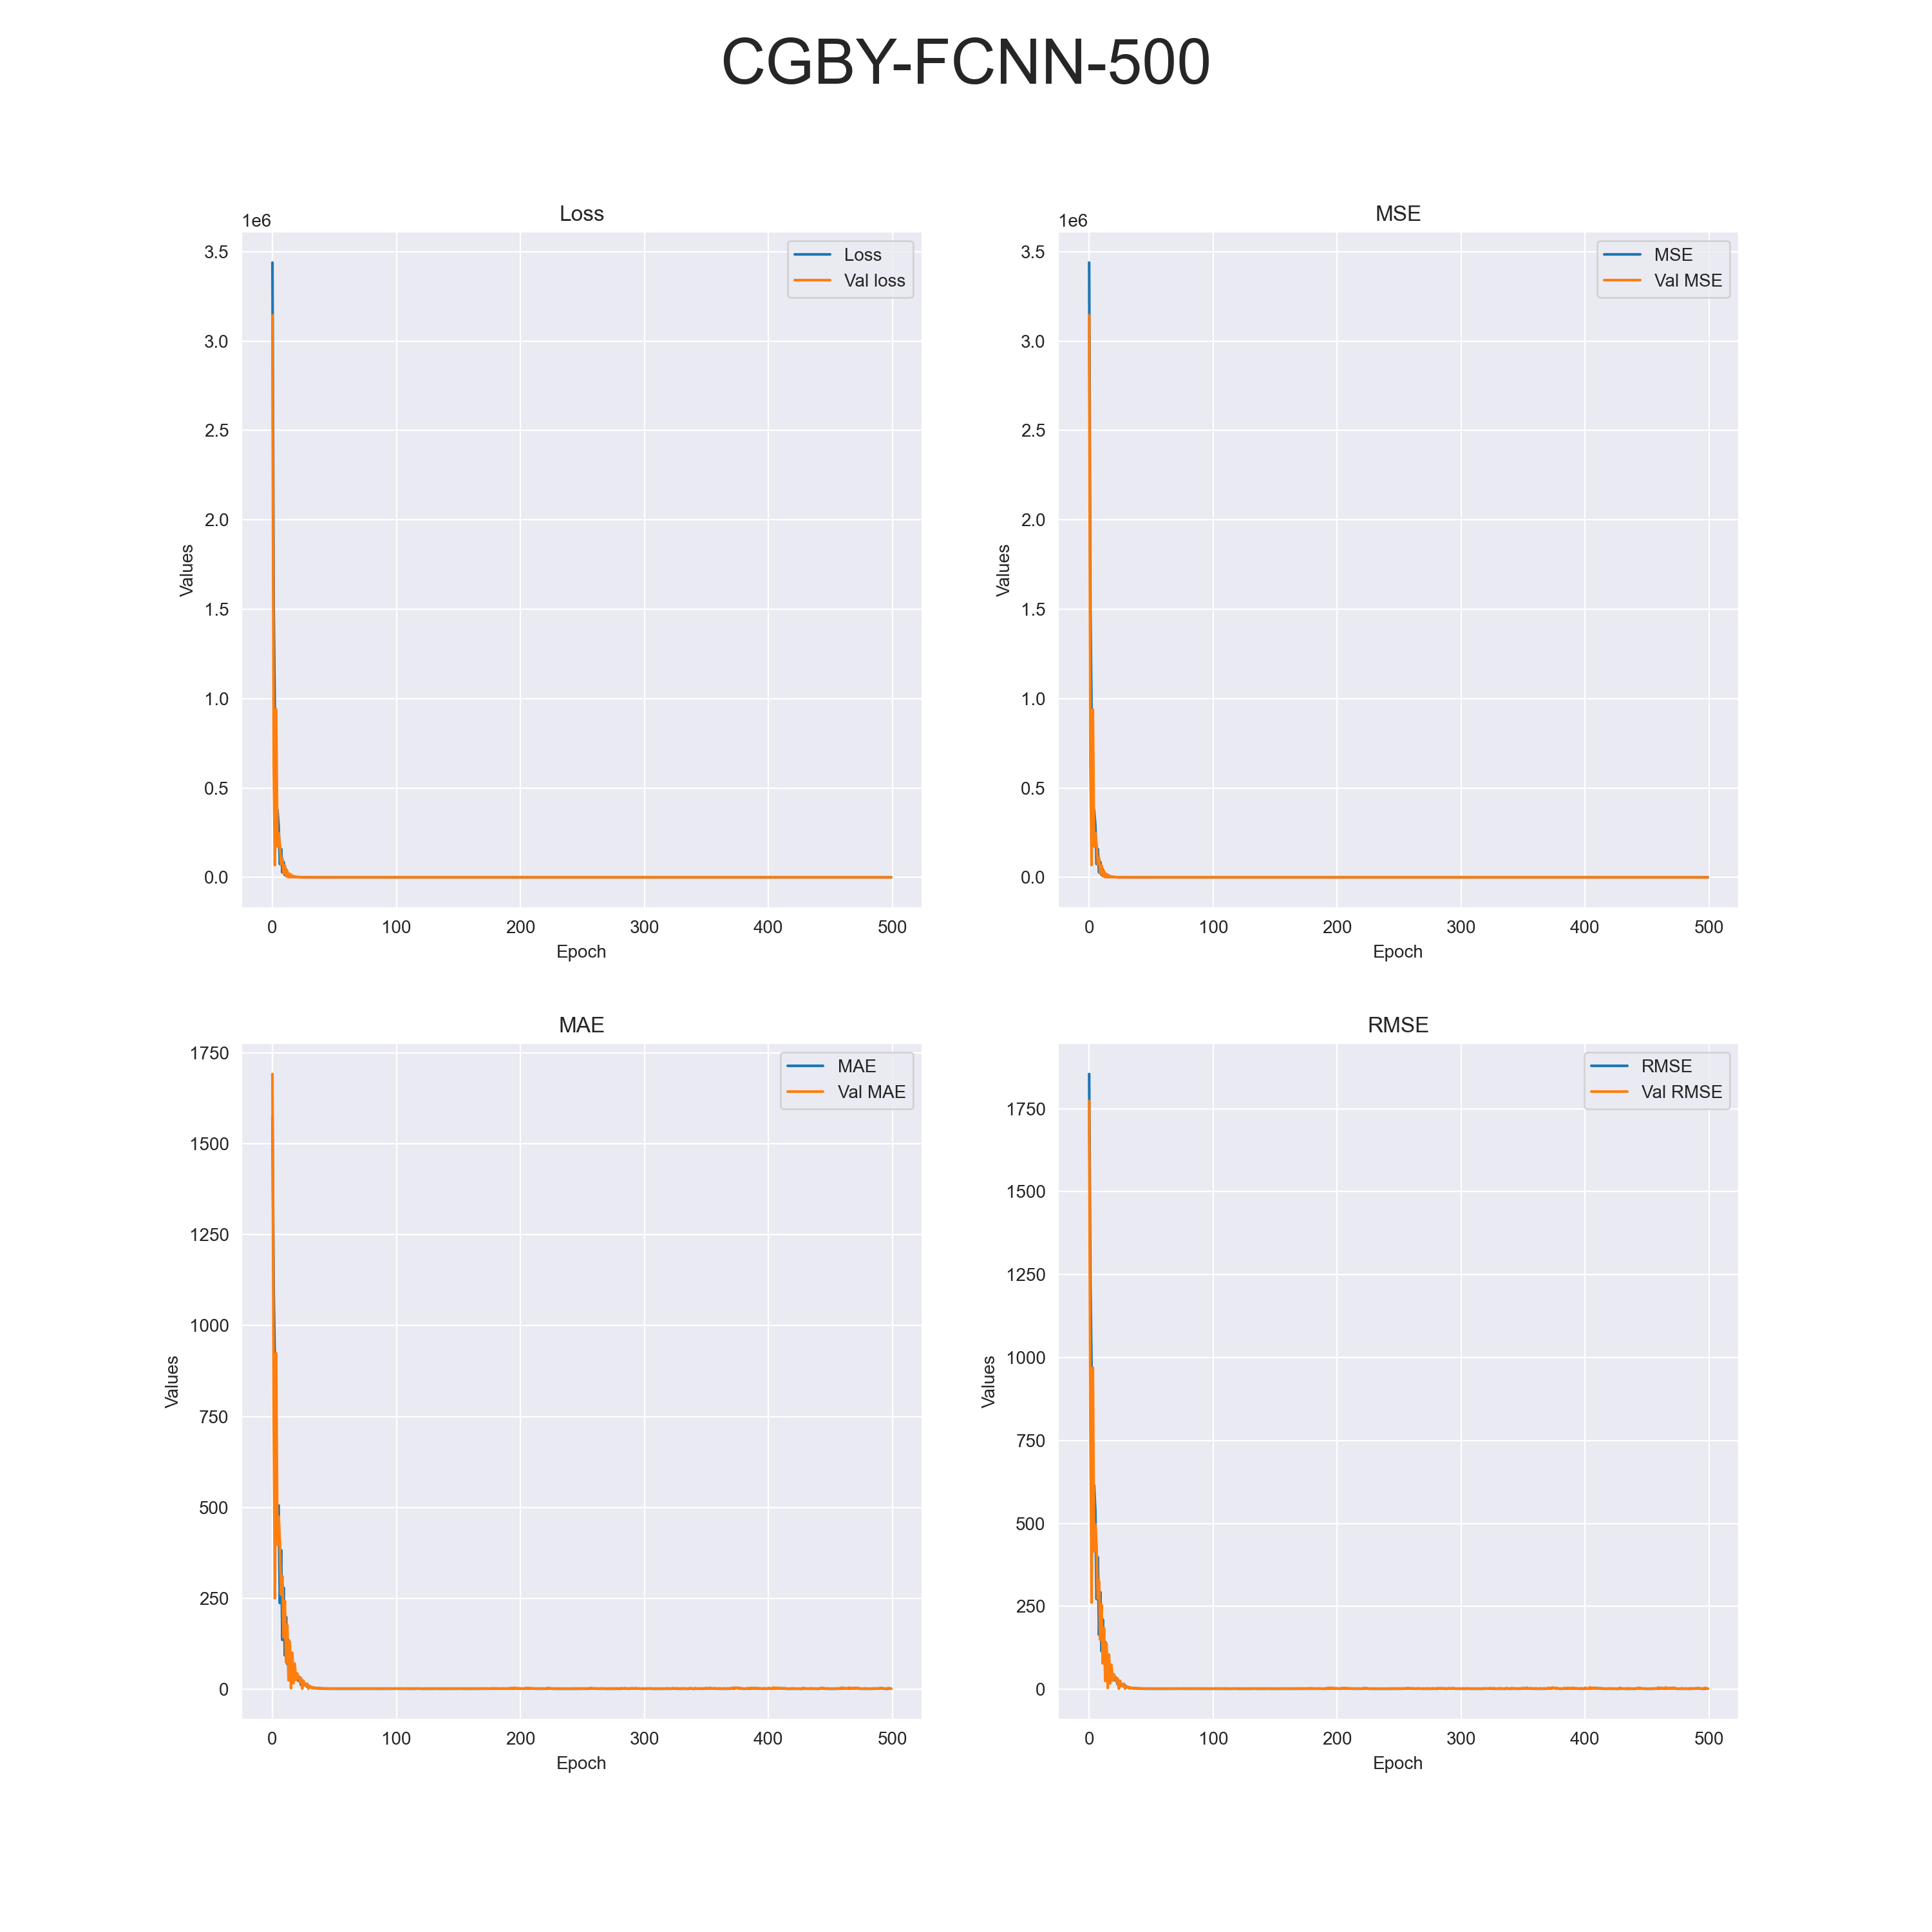 CGBY-FCNN-500
Loss
1e6
3.5
3.0
2.5
2.0
1.5
1.0
0.5
0.0
Values
0 100 200 300 400 500
Epoch
Loss
Val loss
MSE
1e6
3.5
3.0
2.5
2.0
1.5
1.0
0.5
0.0
Values
0 100 200 300 400 500
Epoch
MSE
Val MSE
MAE
1750
1500
1250
1000
750
500
250
0
Values
0 100 200 300 400 500
Epoch
MAE
Val MAE
RMSE
1750
1500
1250
1000
750
500
250
0
Values
0 100 200 300 400 500
Epoch
RMSE
Val RMSE